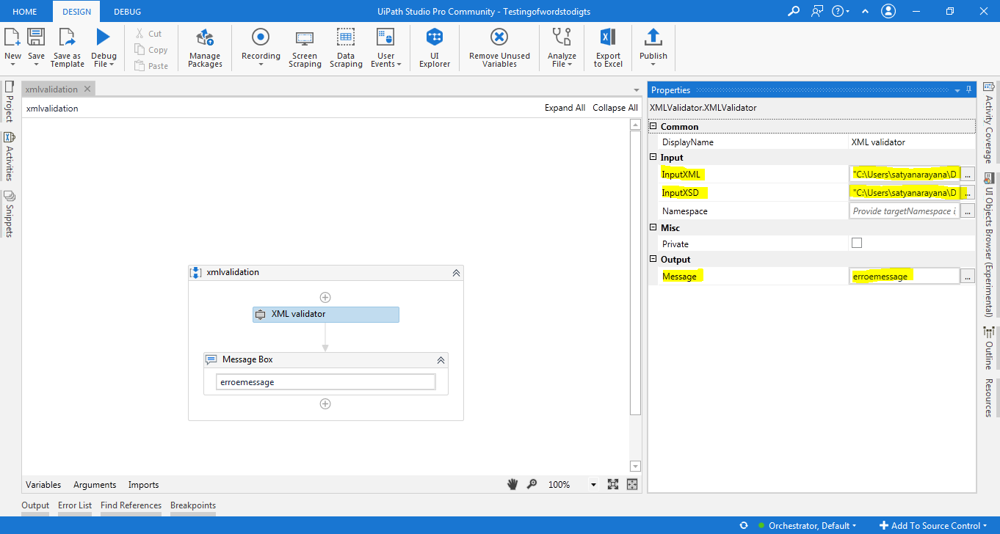 HOME DESIGN DEBUG UiPath Studio Pro Community - Testingofwordstodigts
New Save Save as Template Debug File Cut Copy Paste Manage Packages Recording Screen Scraping Data Scraping User Events UI Explorer Remove Unused Variables Analyze File Export to Excel Publish
Project
Activities
Snippets
xmlvalidation
xmlvalidation Expand All Collapse All
xmlvalidation
XML validator
Message Box
erroemessage
Variables Arguments Imports 100%
Properties
XMLValidator.XMLValidator
Common
DisplayName XML validator
Input
InputXML "C:\Users\satyanarayana\D ...
InputXSD "C:\Users\satyanarayana\D ...
Namespace Provide targetNamespace i ...
Misc
Private
Output
Message erroemessage ...
Activity Coverage
UI Objects Browser (Experimental)
Outline
Resources
Output Error List Find References Breakpoints
Orchestrator, Default Add To Source Control